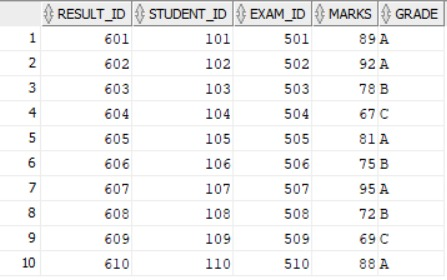 RESULT_ID STUDENT_ID EXAM_ID MARKS GRADE
1 601 101 501 89 A
2 602 102 502 92 A
3 603 103 503 78 B
4 604 104 504 67 C
5 605 105 505 81 A
6 606 106 506 75 B
7 607 107 507 95 A
8 608 108 508 72 B
9 609 109 509 69 C
10 610 110 510 88 A